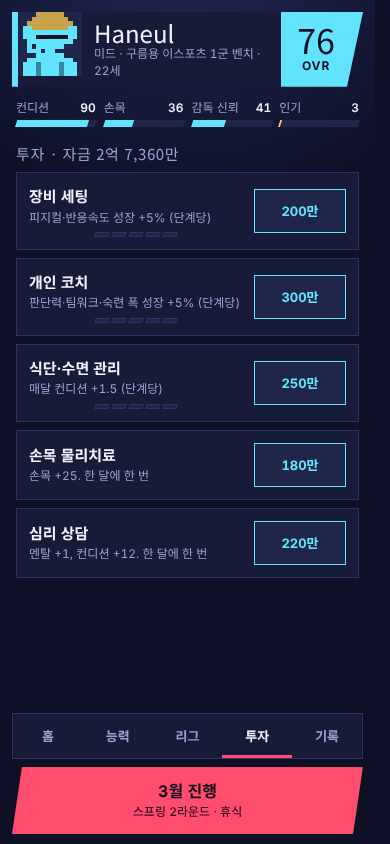 Haneul
미드 · 구름용 이스포츠 1군 벤치 ·
22세
76
OVR
컨디션 90 손목 36 감독 신뢰 41 인기 3
투자 · 자금 2억 7,360만
장비 세팅
피지컬·반응속도 성장 +5% (단계당)
200만
개인 코치
판단력·팀워크·숙련 폭 성장 +5% (단계당)
300만
식단·수면 관리
매달 컨디션 +1.5 (단계당)
250만
손목 물리치료
손목 +25. 한 달에 한 번
180만
심리 상담
멘탈 +1, 컨디션 +12. 한 달에 한 번
220만
홈 능력 리그 투자 기록
3월 진행
스프링 2라운드 · 휴식